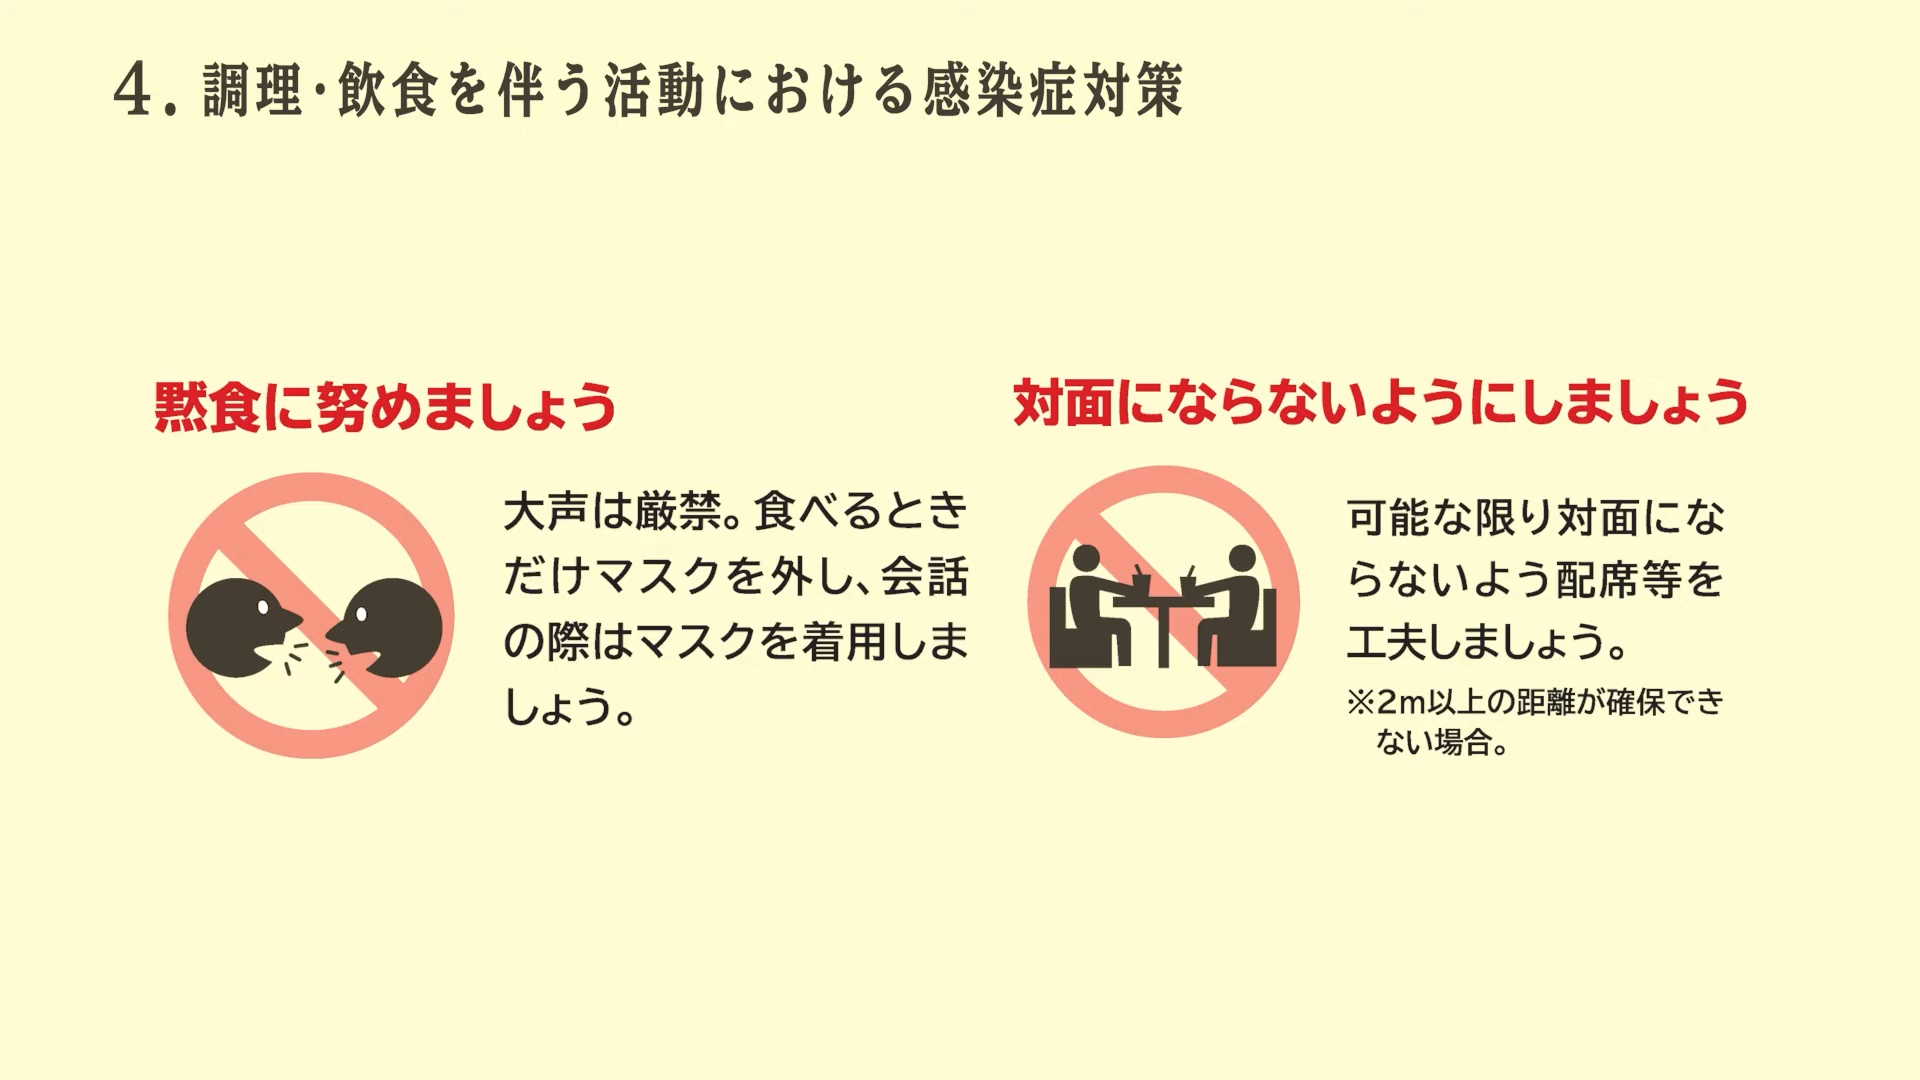 4. 調理・飲食を伴う活動における感染症対策
黙食に努めましょう
大声は厳禁。食べるとき
だけマスクを外し、会話
の際はマスクを着用しま
しょう。
対面にならないようにしましょう
可能な限り対面にな
らないよう配席等を
工夫しましょう。
※2m以上の距離が確保でき
ない場合。